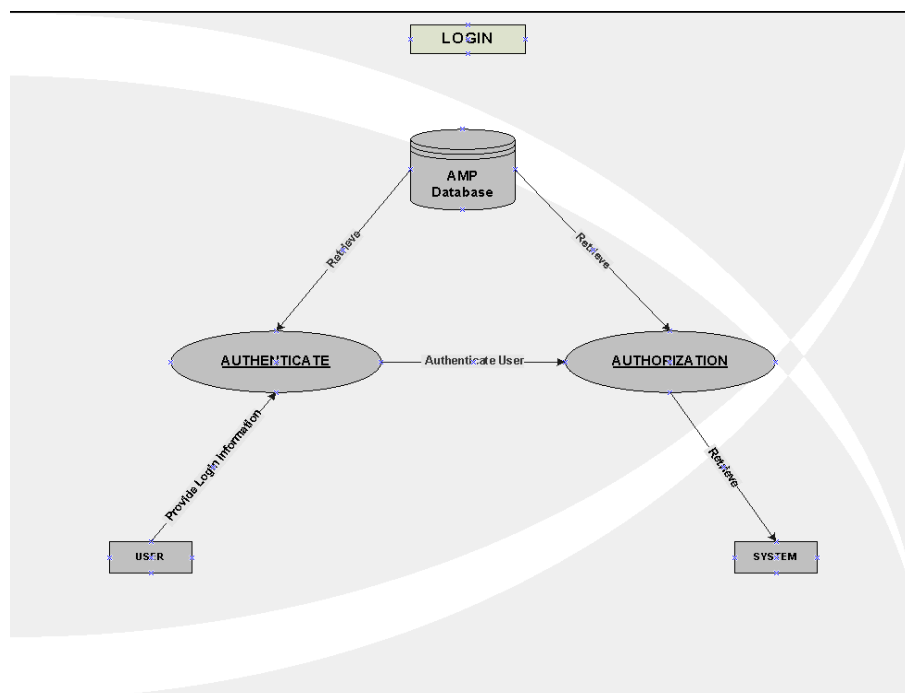 LOGIN
AMP
Database
Retrieve
Retrieve
AUTHENTICATE
Authenticate User
AUTHORIZATION
Provide Login Information
Retrieve
USER
SYSTEM